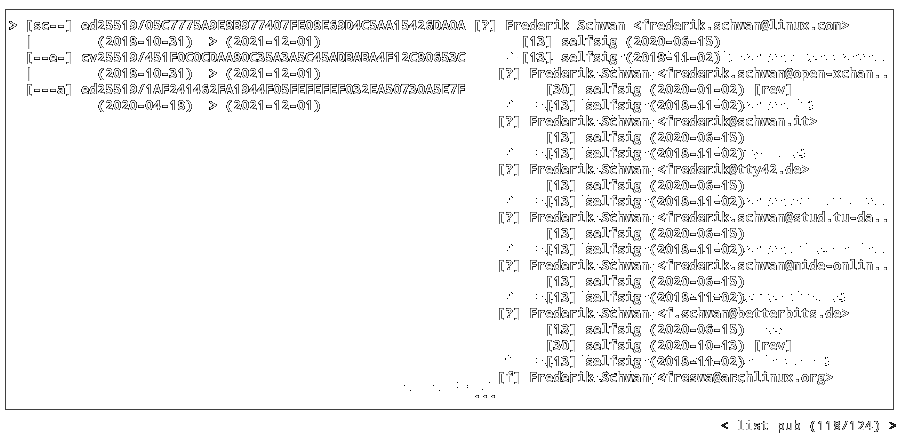 > [sc--] ed25519/05C7775A9E8B977407FE08E69D4C5AA15426DA0A [?] Frederik Schwan <frederik.schwan@linux.com>
| (2018-10-31) > (2021-12-01) [13] selfsig (2020-06-15)
[--e-] cv25519/451F0C0CDAA90C35A3A5C45ADBABA4F12CB0653C [13] selfsig (2018-11-02)
| (2018-10-31) > (2021-12-01) [?] Frederik Schwan <frederik.schwan@open-xchan..
[---a] ed25519/1AF241462FA1944F05FEFEFEF032EA50730A5E7F [30] selfsig (2020-01-02) [rev]
(2020-04-18) > (2021-12-01) [13] selfsig (2018-11-02)
[?] Frederik Schwan <frederik@schwan.it>
[13] selfsig (2020-06-15)
[13] selfsig (2018-11-02)
[?] Frederik Schwan <frederik@tty42.de>
[13] selfsig (2020-06-15)
[13] selfsig (2018-11-02)
[?] Frederik Schwan <frederik.schwan@stud.tu-da..
[13] selfsig (2020-06-15)
[13] selfsig (2018-11-02)
[?] Frederik Schwan <frederik.schwan@nide-onlin..
[13] selfsig (2020-06-15)
[13] selfsig (2018-11-02)
[?] Frederik Schwan <f.schwan@betterbits.de>
[13] selfsig (2020-06-15)
[30] selfsig (2020-10-13) [rev]
[13] selfsig (2018-11-02)
[f] Frederik Schwan <freswa@archlinux.org>
...
< list pub (118/124) >